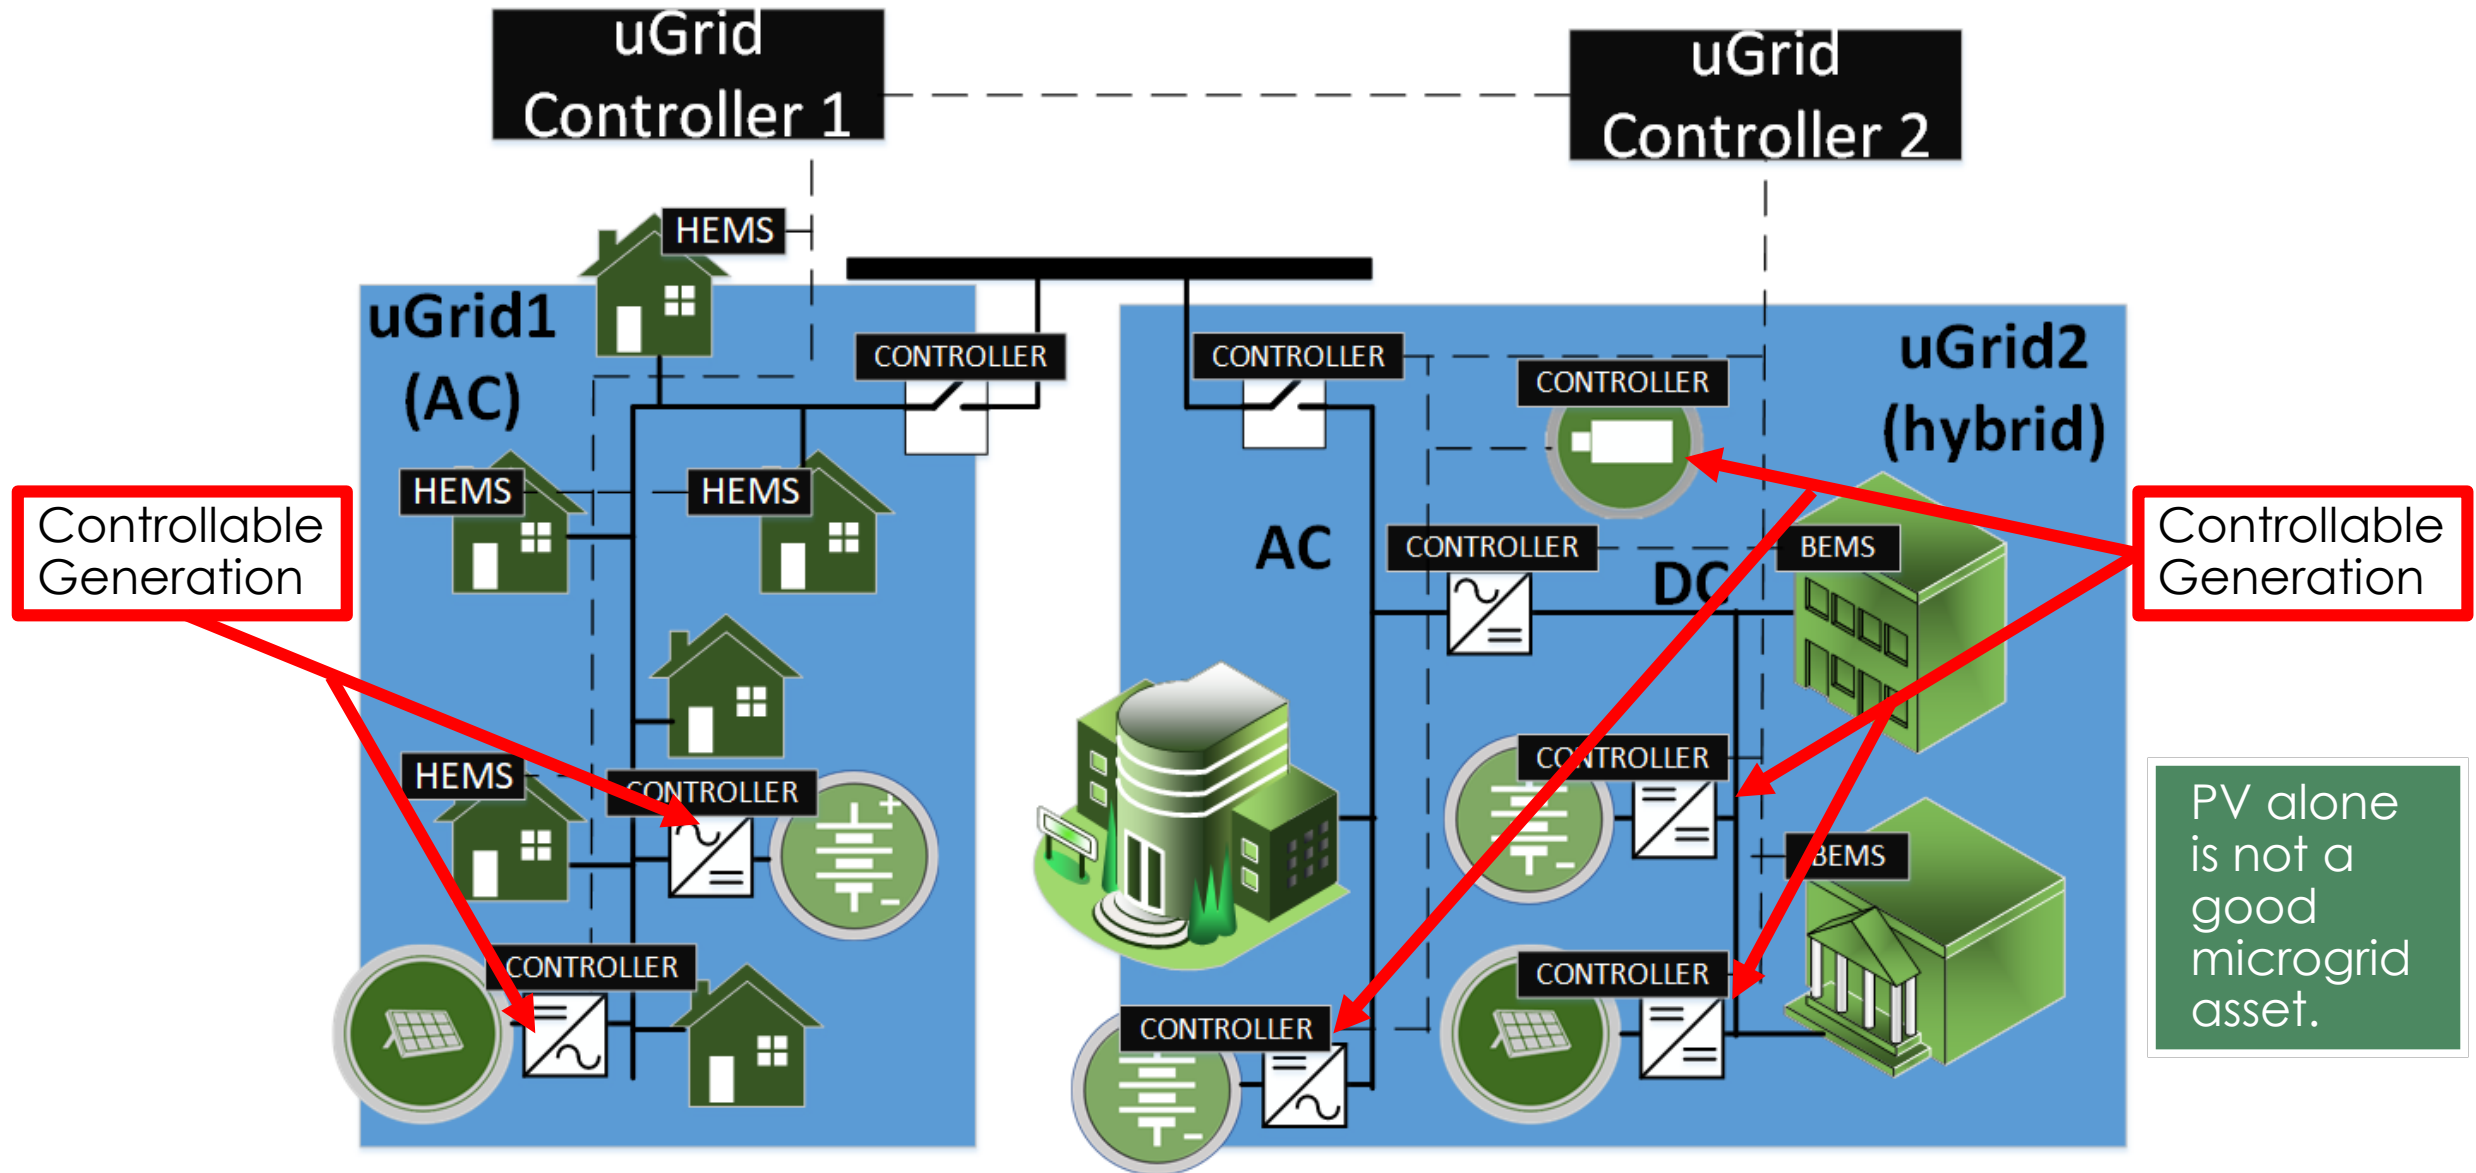 uGrid
Controller 1
uGrid
Controller 2
HEMS
uGrid1
(AC)
CONTROLLER
CONTROLLER
CONTROLLER
uGrid2
(hybrid)
HEMS
HEMS
Controllable
Generation
AC
CONTROLLER
DC
BEMS
Controllable
Generation
HEMS
CONTROLLER
+
-
CONTROLLER
-
BEMS
CONTROLLER
CONTROLLER
CONTROLLER
-
PV alone
is not a
good
microgrid
asset.